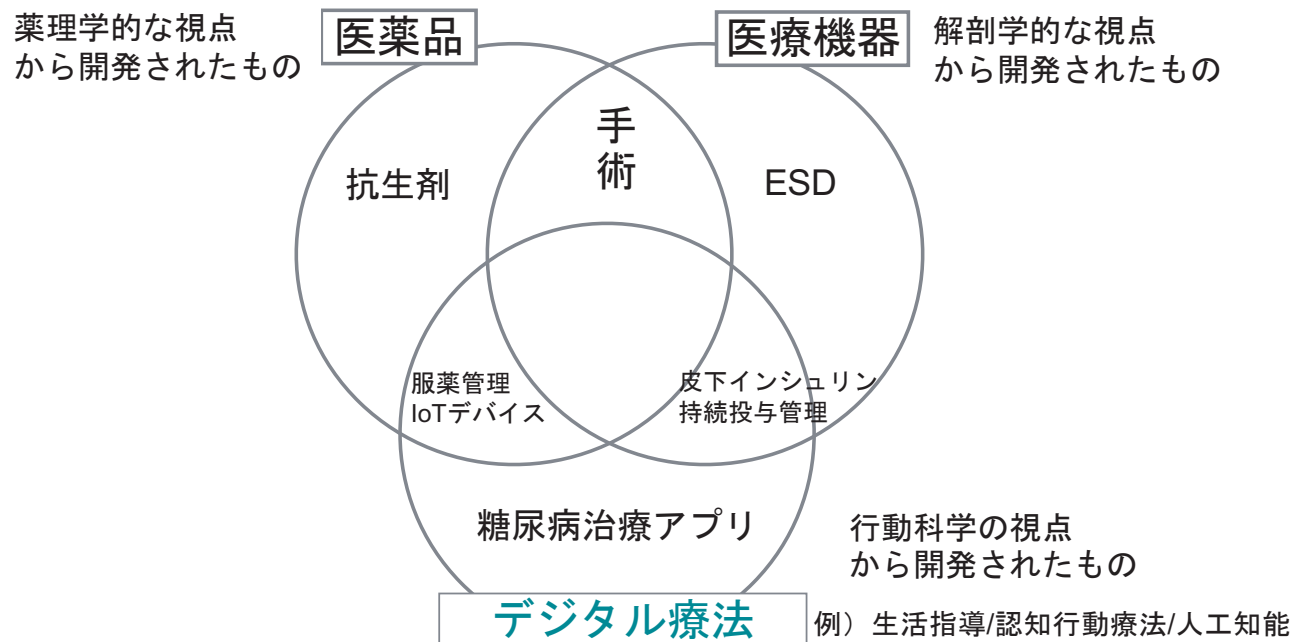 薬理学的な視点
から開発されたもの
医薬品
医療機器
解剖学的な視点
から開発されたもの
手術
抗生剤
ESD
服薬管理
IoTデバイス
皮下インシュリン
持続投与管理
糖尿病治療アプリ
行動科学の視点
から開発されたもの
デジタル療法
例）生活指導/認知行動療法/人工知能